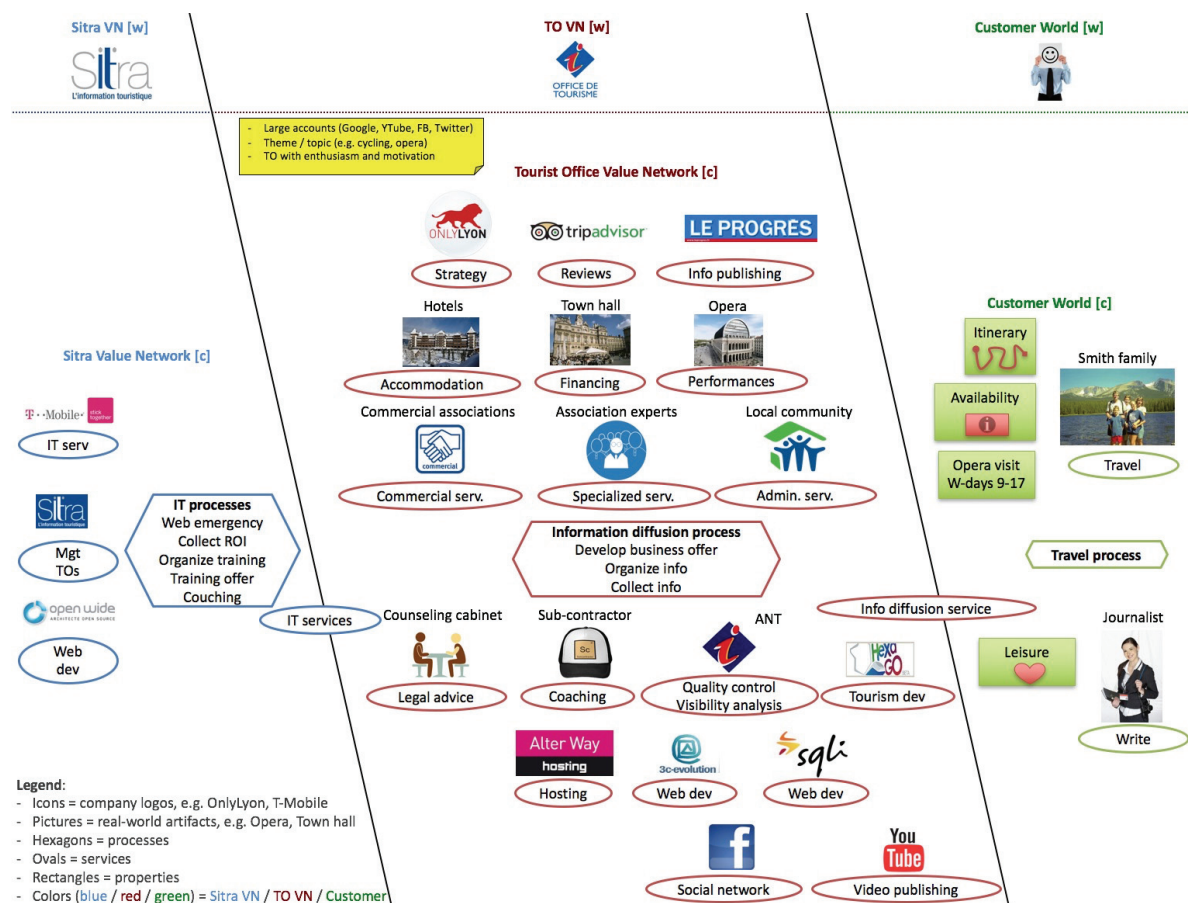 Sitra VN [w]
TO VN [w]
Customer World [w]
Sitra
L'information touristique
OFFICE DE
TOURISME
- Large accounts (Google, YTube, FB, Twitter)
- Theme / topic (e.g. cycling, opera)
- TO with enthusiasm and motivation
Tourist Office Value Network [c]
ONLYLYON
tripadvisor
LE PROGRÈS
Strategy
Reviews
Info publishing
Hotels
Town hall
Opera
Accommodation
Financing
Performances
Commercial associations
Association experts
Local community
commercial
Commercial serv.
Specialized serv.
Admin. serv.
Information diffusion process
Develop business offer
Organize info
Collect info
Info diffusion service
Counseling cabinet
Sub-contractor
ANT
Sc
HexaGO
Legal advice
Coaching
Quality control
Visibility analysis
Tourism dev
Alter Way
hosting
3c-evolution
sqli
Hosting
Web dev
Web dev
You
Tube
Social network
Video publishing
Sitra Value Network [c]
T··Mobile·
stick
together
IT serv
Sitra
L'information touristique
Mgt
TOs
IT processes
Web emergency
Collect ROI
Organize training
Training offer
Couching
IT services
open wide
ARCHITECTE OPEN SOURCE
Web
dev
Customer World [c]
Itinerary
Smith family
Availability
Opera visit
W-days 9-17
Travel
Travel process
Journalist
Leisure
Write
Legend:
- Icons = company logos, e.g. OnlyLyon, T-Mobile
- Pictures = real-world artifacts, e.g. Opera, Town hall
- Hexagons = processes
- Ovals = services
- Rectangles = properties
- Colors (blue / red / green) = Sitra VN / TO VN / Customer